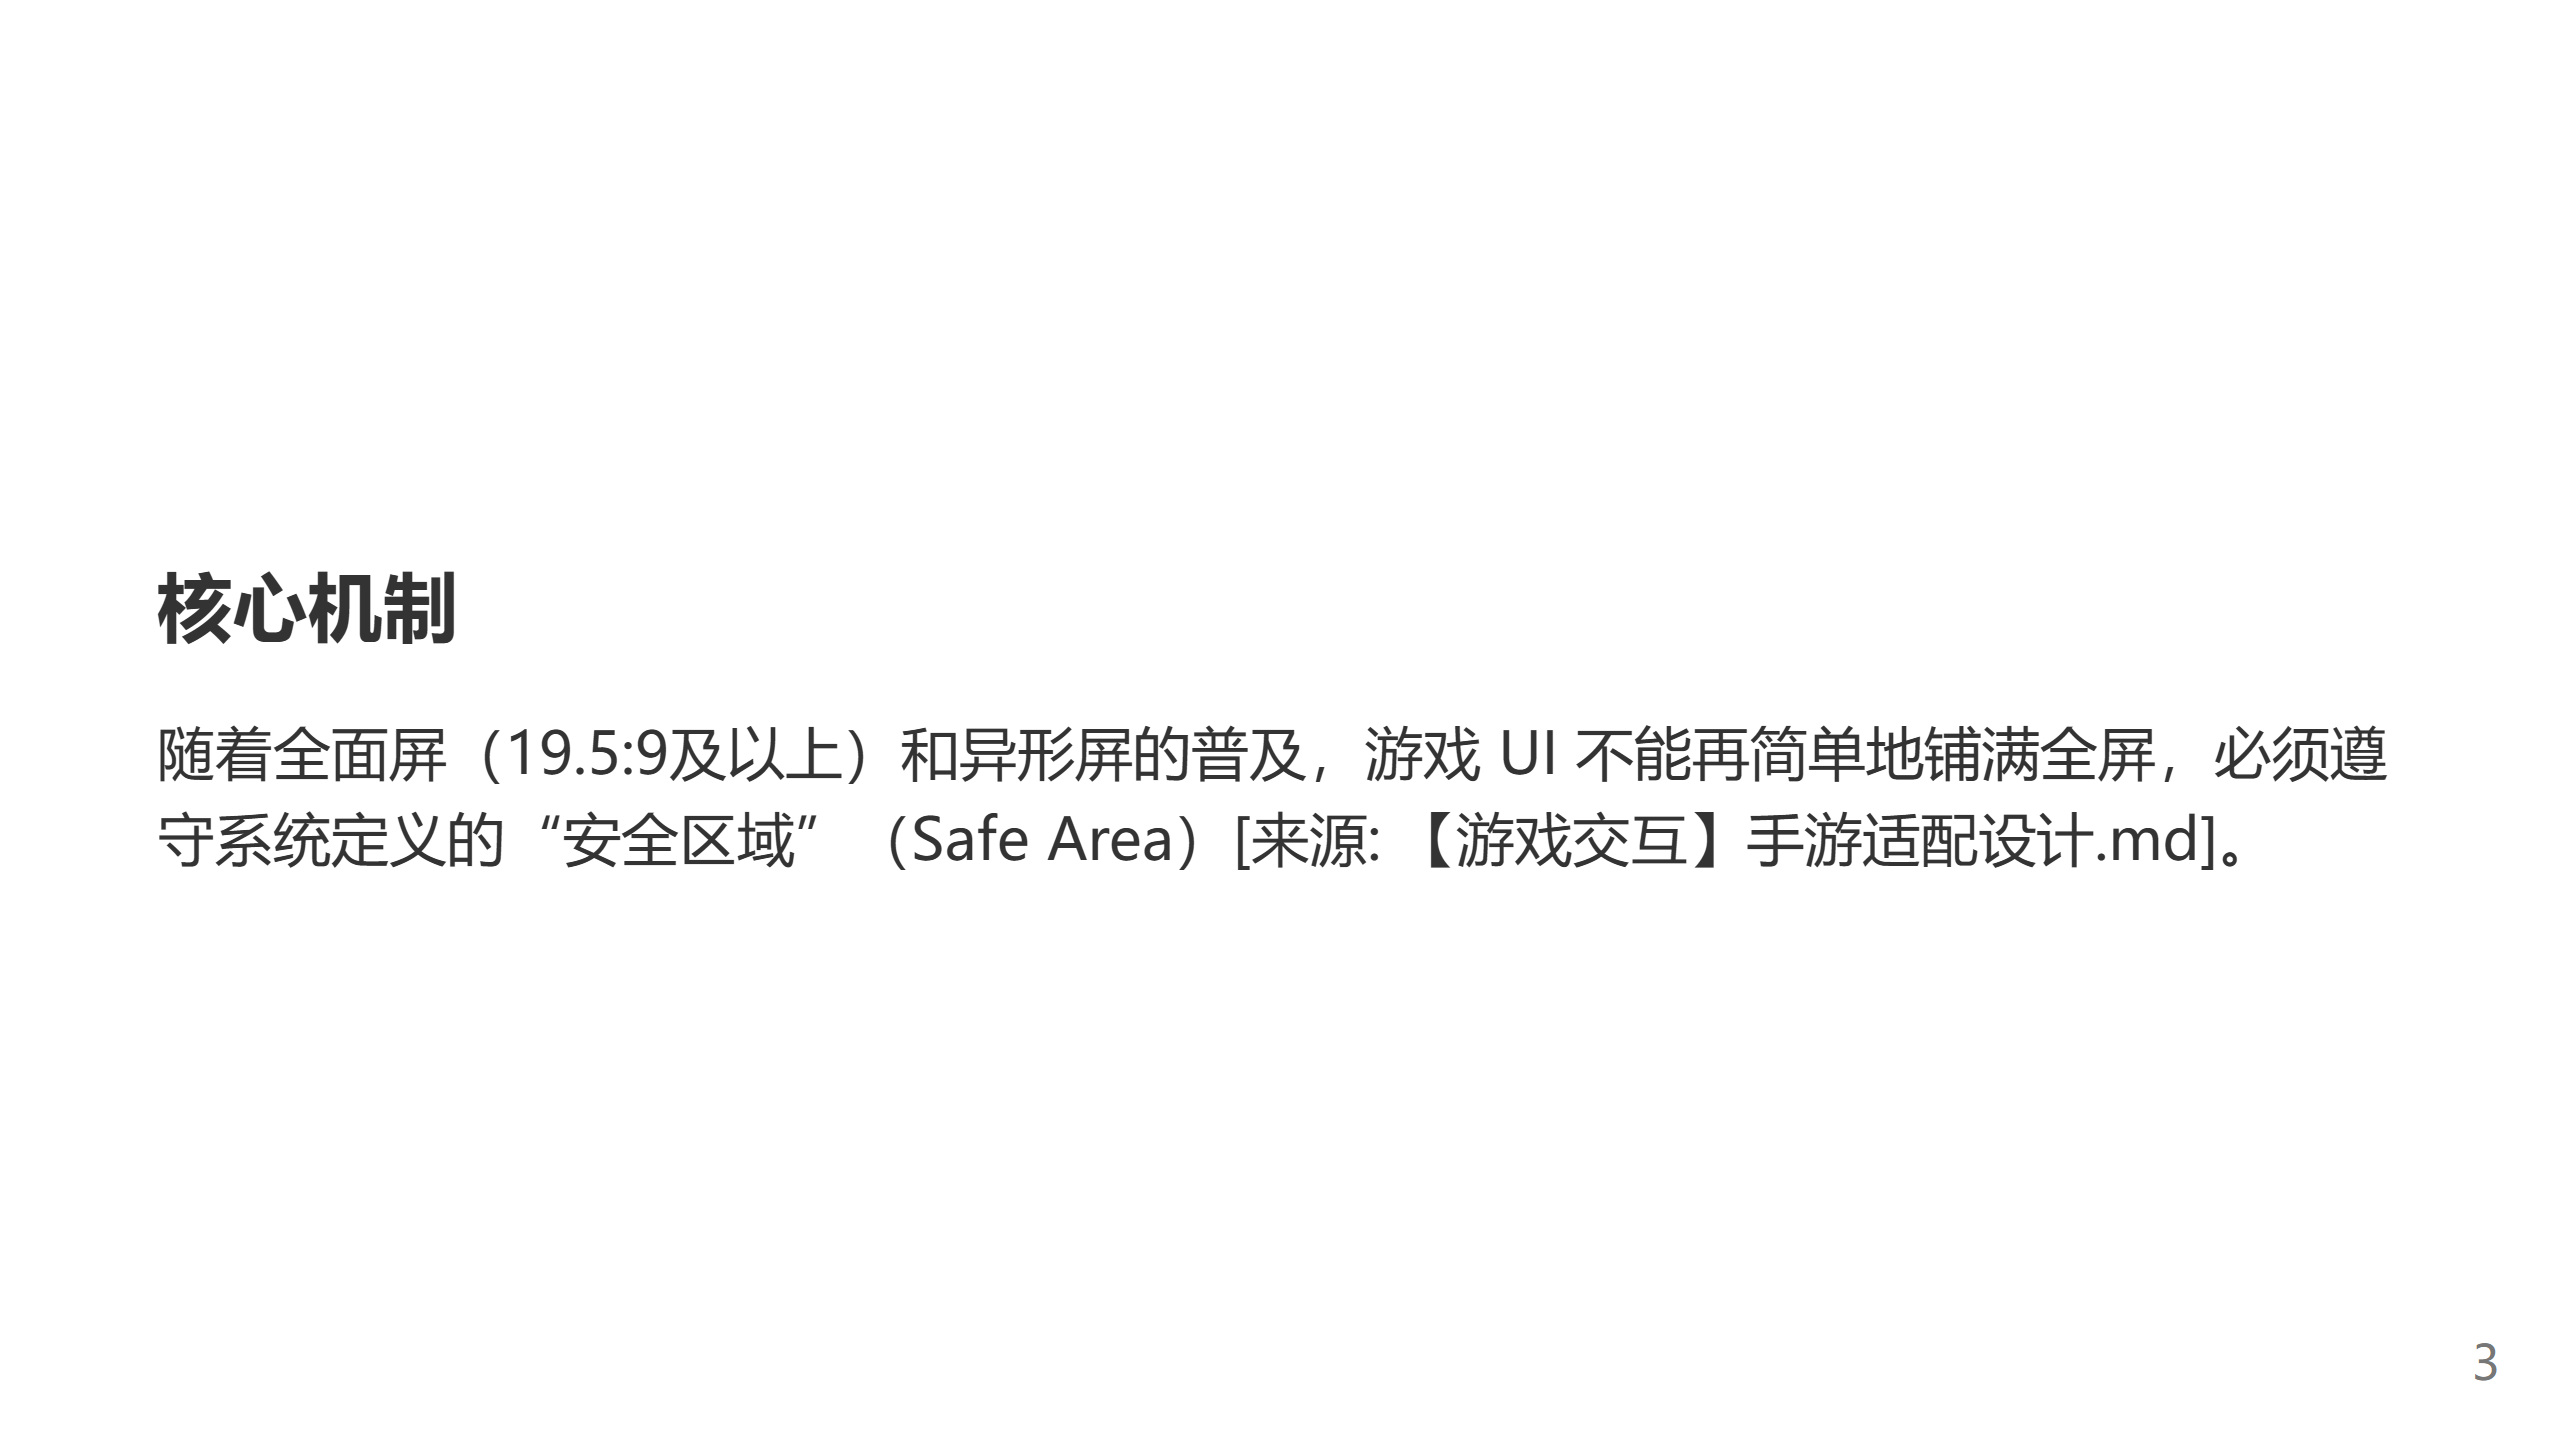 核心机制
随着全面屏（19.5:9及以上）和异形屏的普及，游戏 UI 不能再简单地铺满全屏，必须遵
守系统定义的“安全区域”（Safe Area）[来源: 【游戏交互】手游适配设计.md]。
3